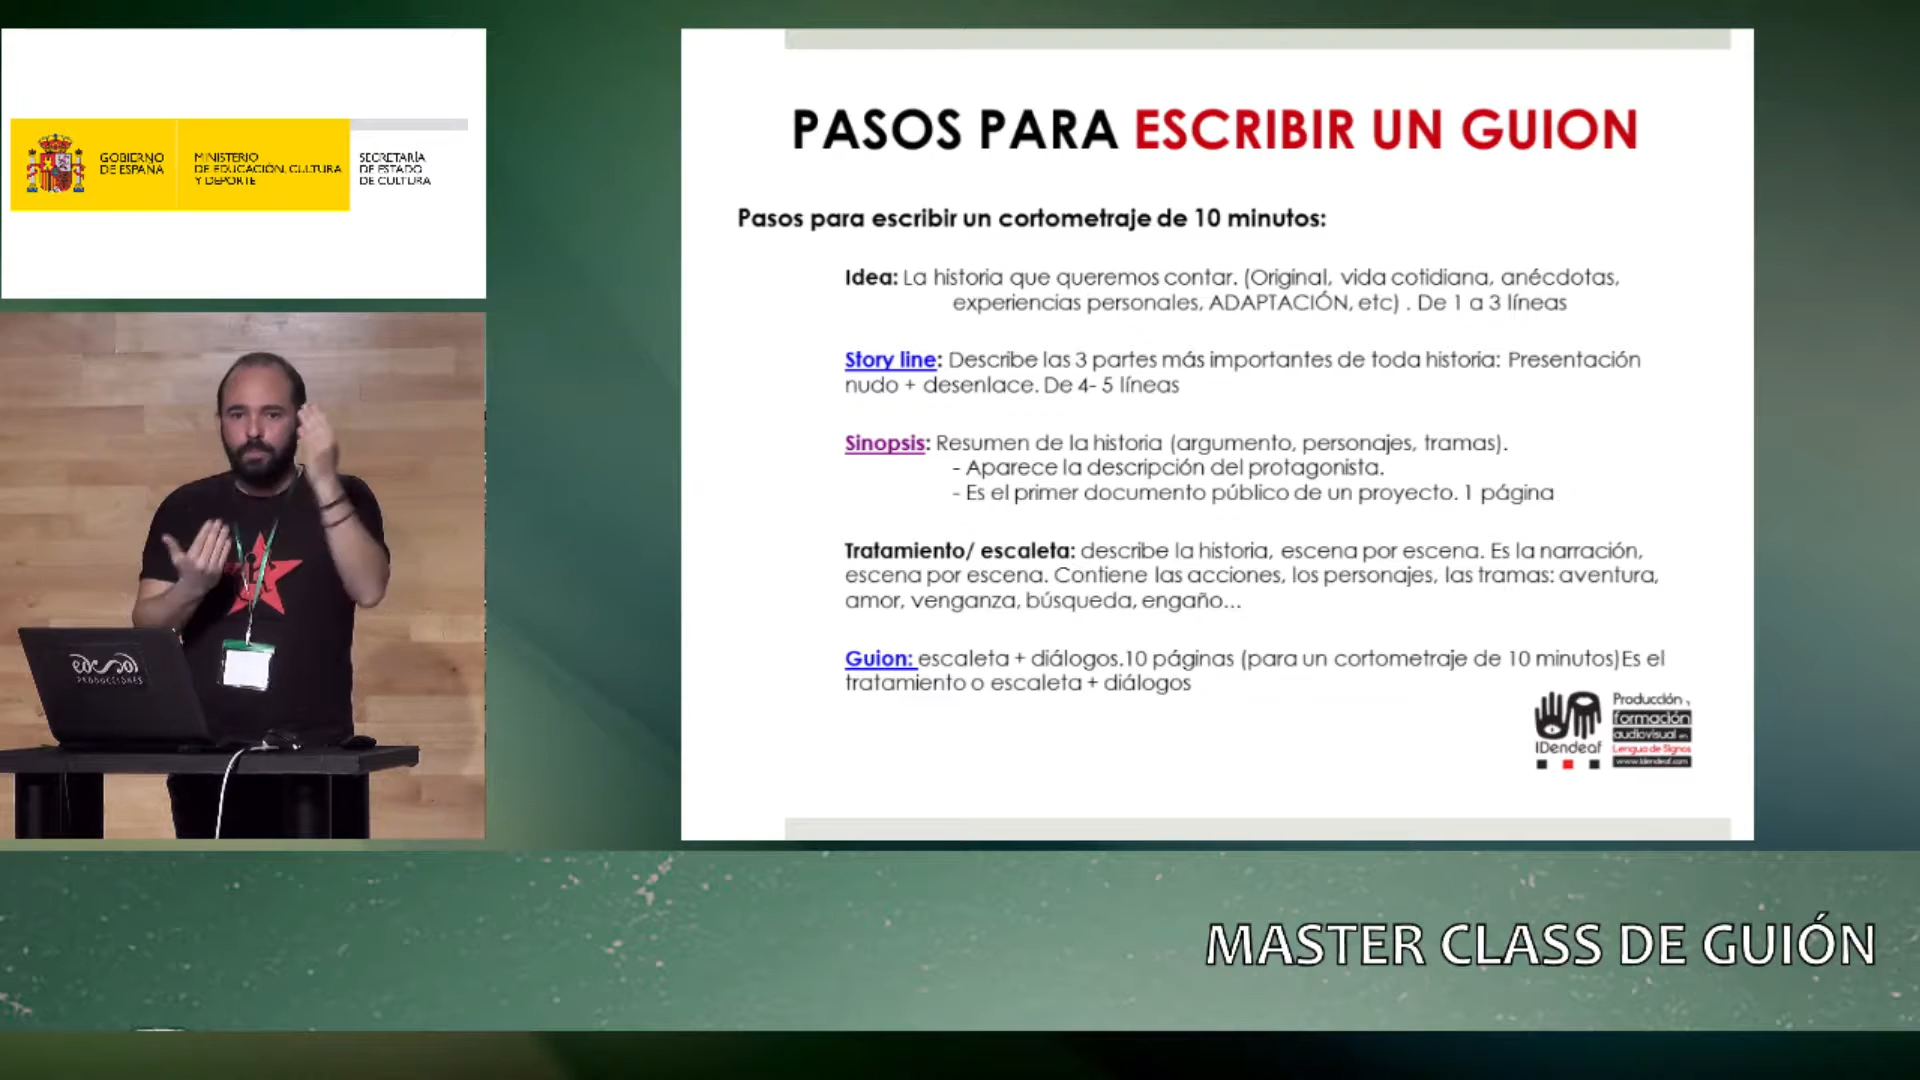 GOBIERNO
DE ESPAÑA
MINISTERIO
DE EDUCACIÓN, CULTURA
Y DEPORTE
SECRETARÍA
DE ESTADO
DE CULTURA
PASOS PARA ESCRIBIR UN GUION
Pasos para escribir un cortometraje de 10 minutos:
Idea: La historia que queremos contar. (Original, vida cotidiana, anécdotas,
experiencias personales, ADAPTACIÓN, etc) . De 1 a 3 líneas
Story line: Describe las 3 partes más importantes de toda historia: Presentación
nudo + desenlace. De 4- 5 líneas
Sinopsis: Resumen de la historia (argumento, personajes, tramas).
- Aparece la descripción del protagonista.
- Es el primer documento público de un proyecto. 1 página
Tratamiento/ escaleta: describe la historia, escena por escena. Es la narración,
escena por escena. Contiene las acciones, los personajes, las tramas: aventura,
amor, venganza, búsqueda, engaño...
Guion: escaleta + diálogos.10 páginas (para un cortometraje de 10 minutos)Es el
tratamiento o escaleta + diálogos
IDendeaf
Producción y
formación
audiovisual en
Lengua de Signos
www.idendeaf.com
PRODUCCIONES
MASTER CLASS DE GUIÓN